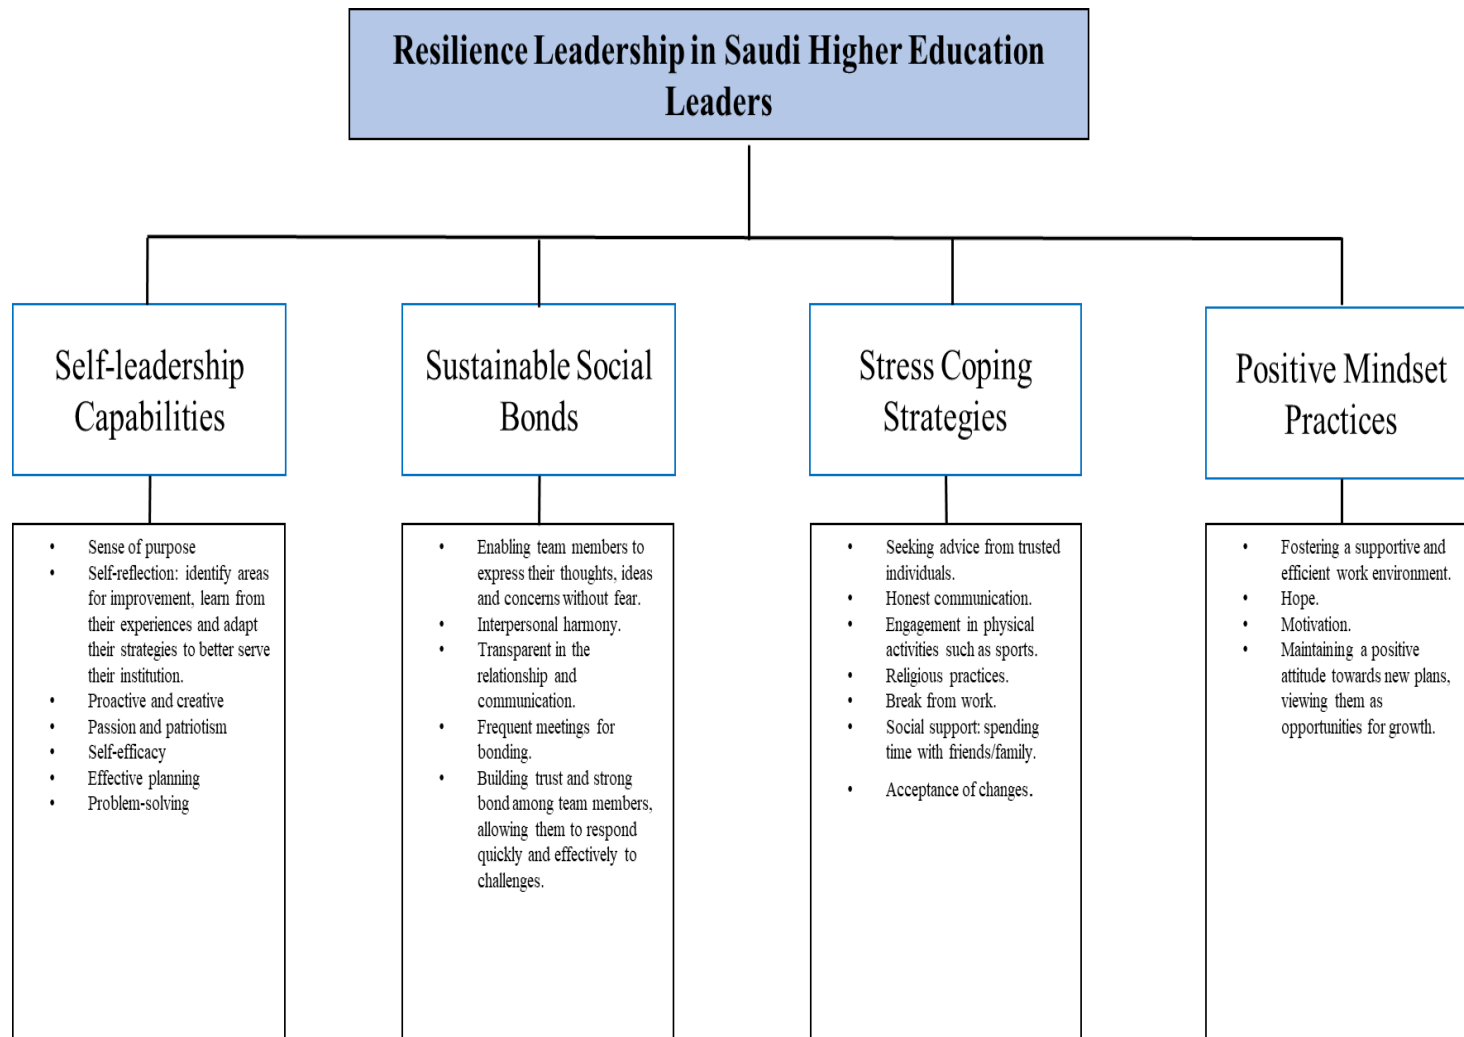 Resilience Leadership in Saudi Higher Education
Leaders
Self-leadership
Capabilities
• Sense of purpose
• Self-reflection: identify areas
for improvement, learn from
their experiences and adapt
their strategies to better serve
their institution.
• Proactive and creative
• Passion and patriotism
• Self-efficacy
• Effective planning
• Problem-solving
Sustainable Social
Bonds
• Enabling team members to
express their thoughts, ideas
and concerns without fear.
• Interpersonal harmony.
• Transparent in the
relationship and
communication.
• Frequent meetings for
bonding.
• Building trust and strong
bond among team members,
allowing them to respond
quickly and effectively to
challenges.
Stress Coping
Strategies
• Seeking advice from trusted
individuals.
• Honest communication.
• Engagement in physical
activities such as sports.
• Religious practices.
• Break from work.
• Social support: spending
time with friends/family.
• Acceptance of changes.
Positive Mindset
Practices
• Fostering a supportive and
efficient work environment.
• Hope.
• Motivation.
• Maintaining a positive
attitude towards new plans,
viewing them as
opportunities for growth.